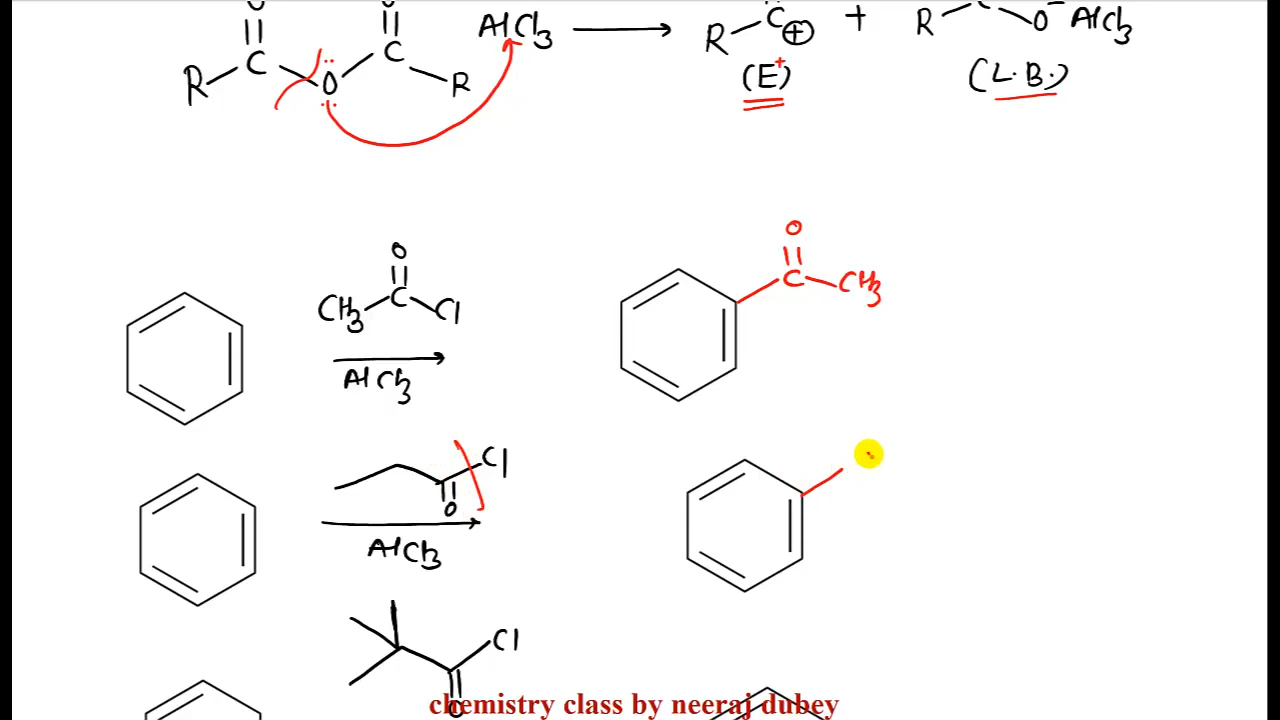 O O
R C O C R AlCl3 R C + + R O⁻ AlCl3
(E+) (L.B.)
O
CH3 C Cl
AlCl3
O
C CH3
Cl
O
AlCl3
Cl
O
chemistry class by neeraj dubey